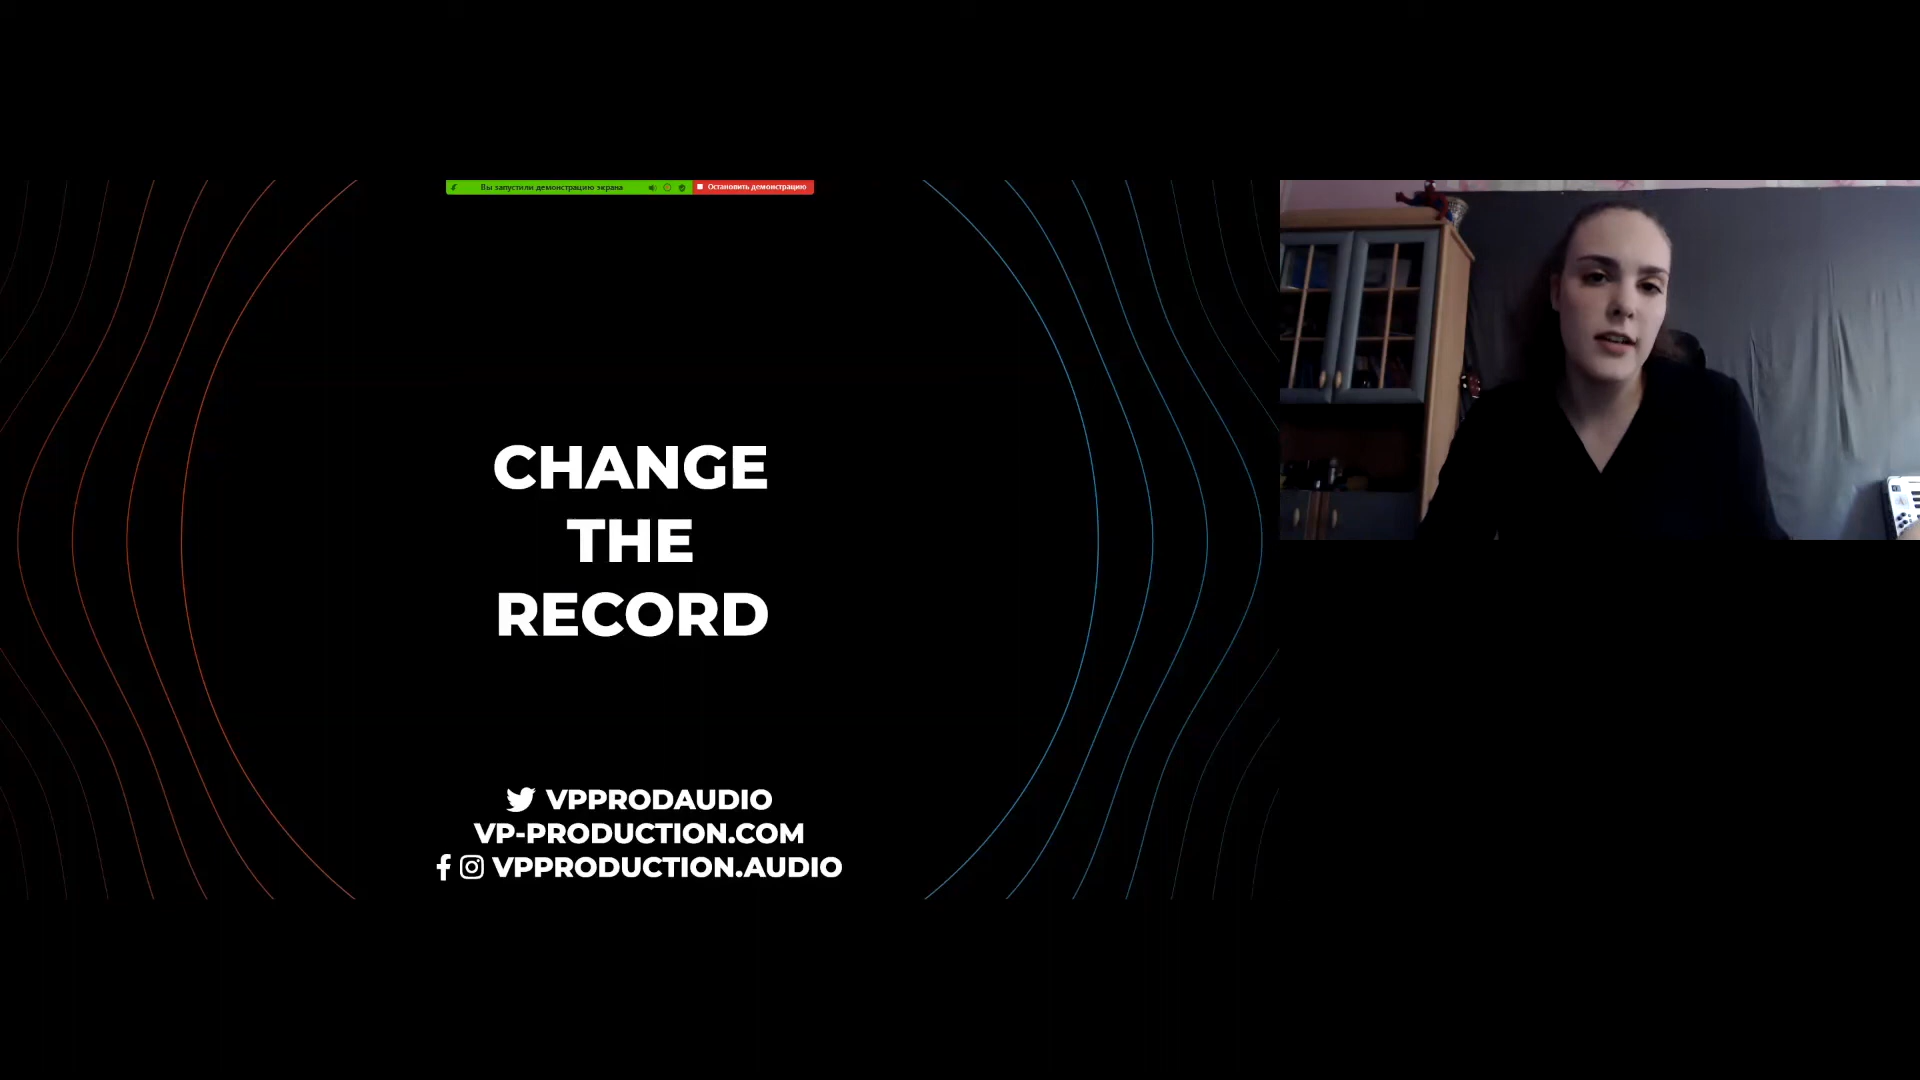 Вы запустили демонстрацию экрана
Остановить демонстрацию
CHANGE
THE
RECORD
VPPRODAUDIO
VP-PRODUCTION.COM
VPPRODUCTION.AUDIO